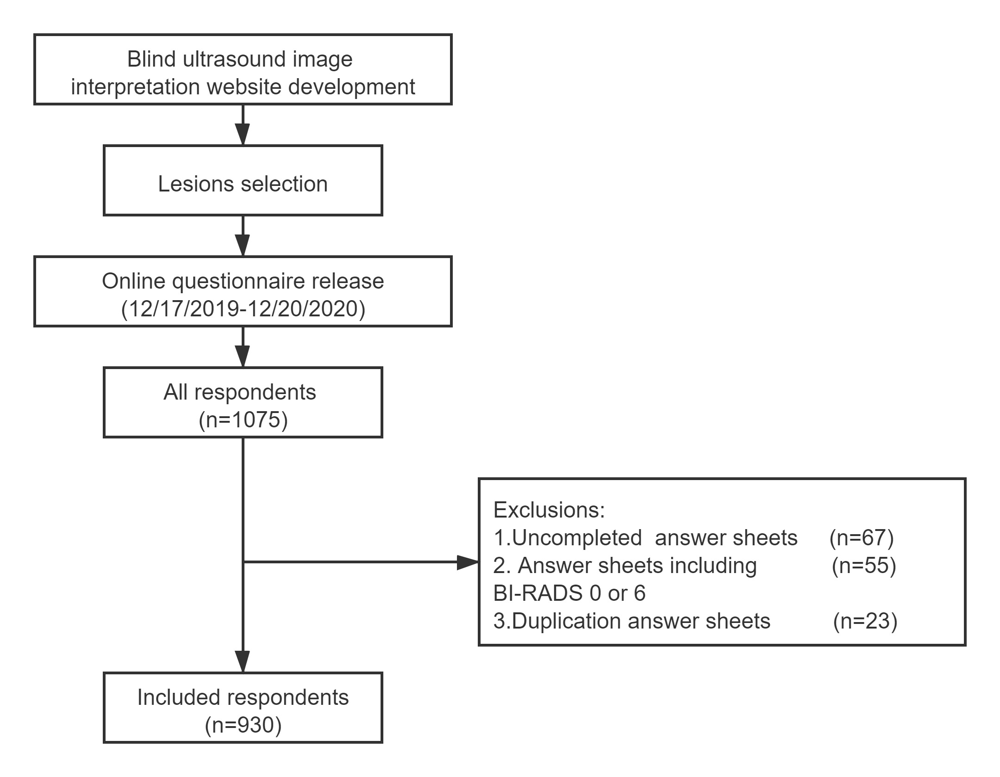 Blind ultrasound image
interpretation website development
Lesions selection
Online questionnaire release
(12/17/2019-12/20/2020)
All respondents
(n=1075)
Exclusions:
1.Uncompleted  answer sheets     (n=67)
2. Answer sheets including            (n=55)
BI-RADS 0 or 6
3.Duplication answer sheets          (n=23)
Included respondents
(n=930)